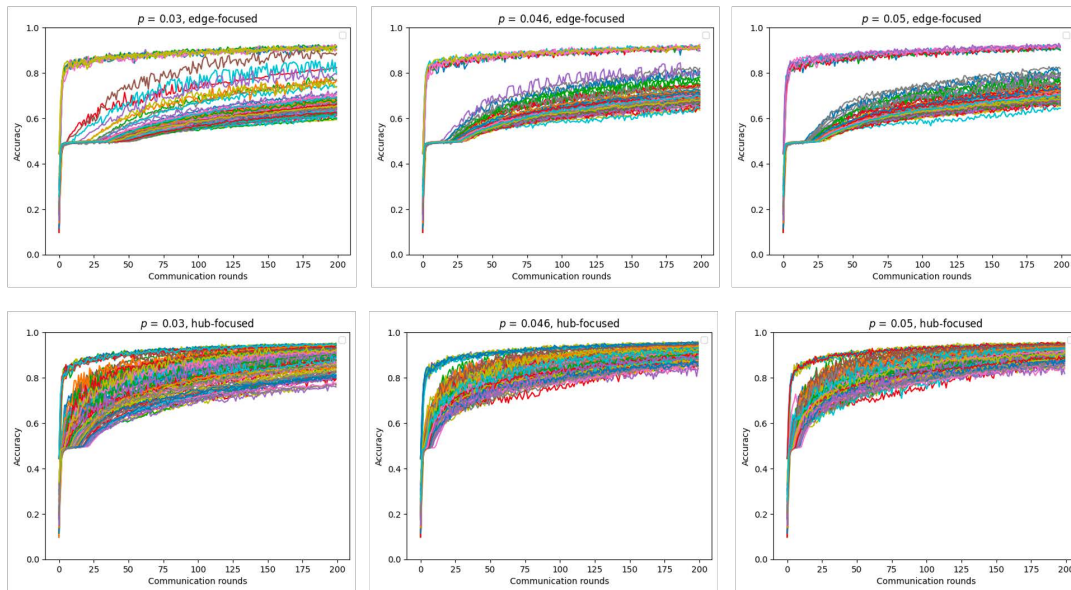 p = 0.03, edge-focused
Accuracy
1.0
0.8
0.6
0.4
0.2
0.0
0 25 50 75 100 125 150 175 200
Communication rounds
p = 0.046, edge-focused
Accuracy
1.0
0.8
0.6
0.4
0.2
0.0
0 25 50 75 100 125 150 175 200
Communication rounds
p = 0.05, edge-focused
Accuracy
1.0
0.8
0.6
0.4
0.2
0.0
0 25 50 75 100 125 150 175 200
Communication rounds
p = 0.03, hub-focused
Accuracy
1.0
0.8
0.6
0.4
0.2
0.0
0 25 50 75 100 125 150 175 200
Communication rounds
p = 0.046, hub-focused
Accuracy
1.0
0.8
0.6
0.4
0.2
0.0
0 25 50 75 100 125 150 175 200
Communication rounds
p = 0.05, hub-focused
Accuracy
1.0
0.8
0.6
0.4
0.2
0.0
0 25 50 75 100 125 150 175 200
Communication rounds